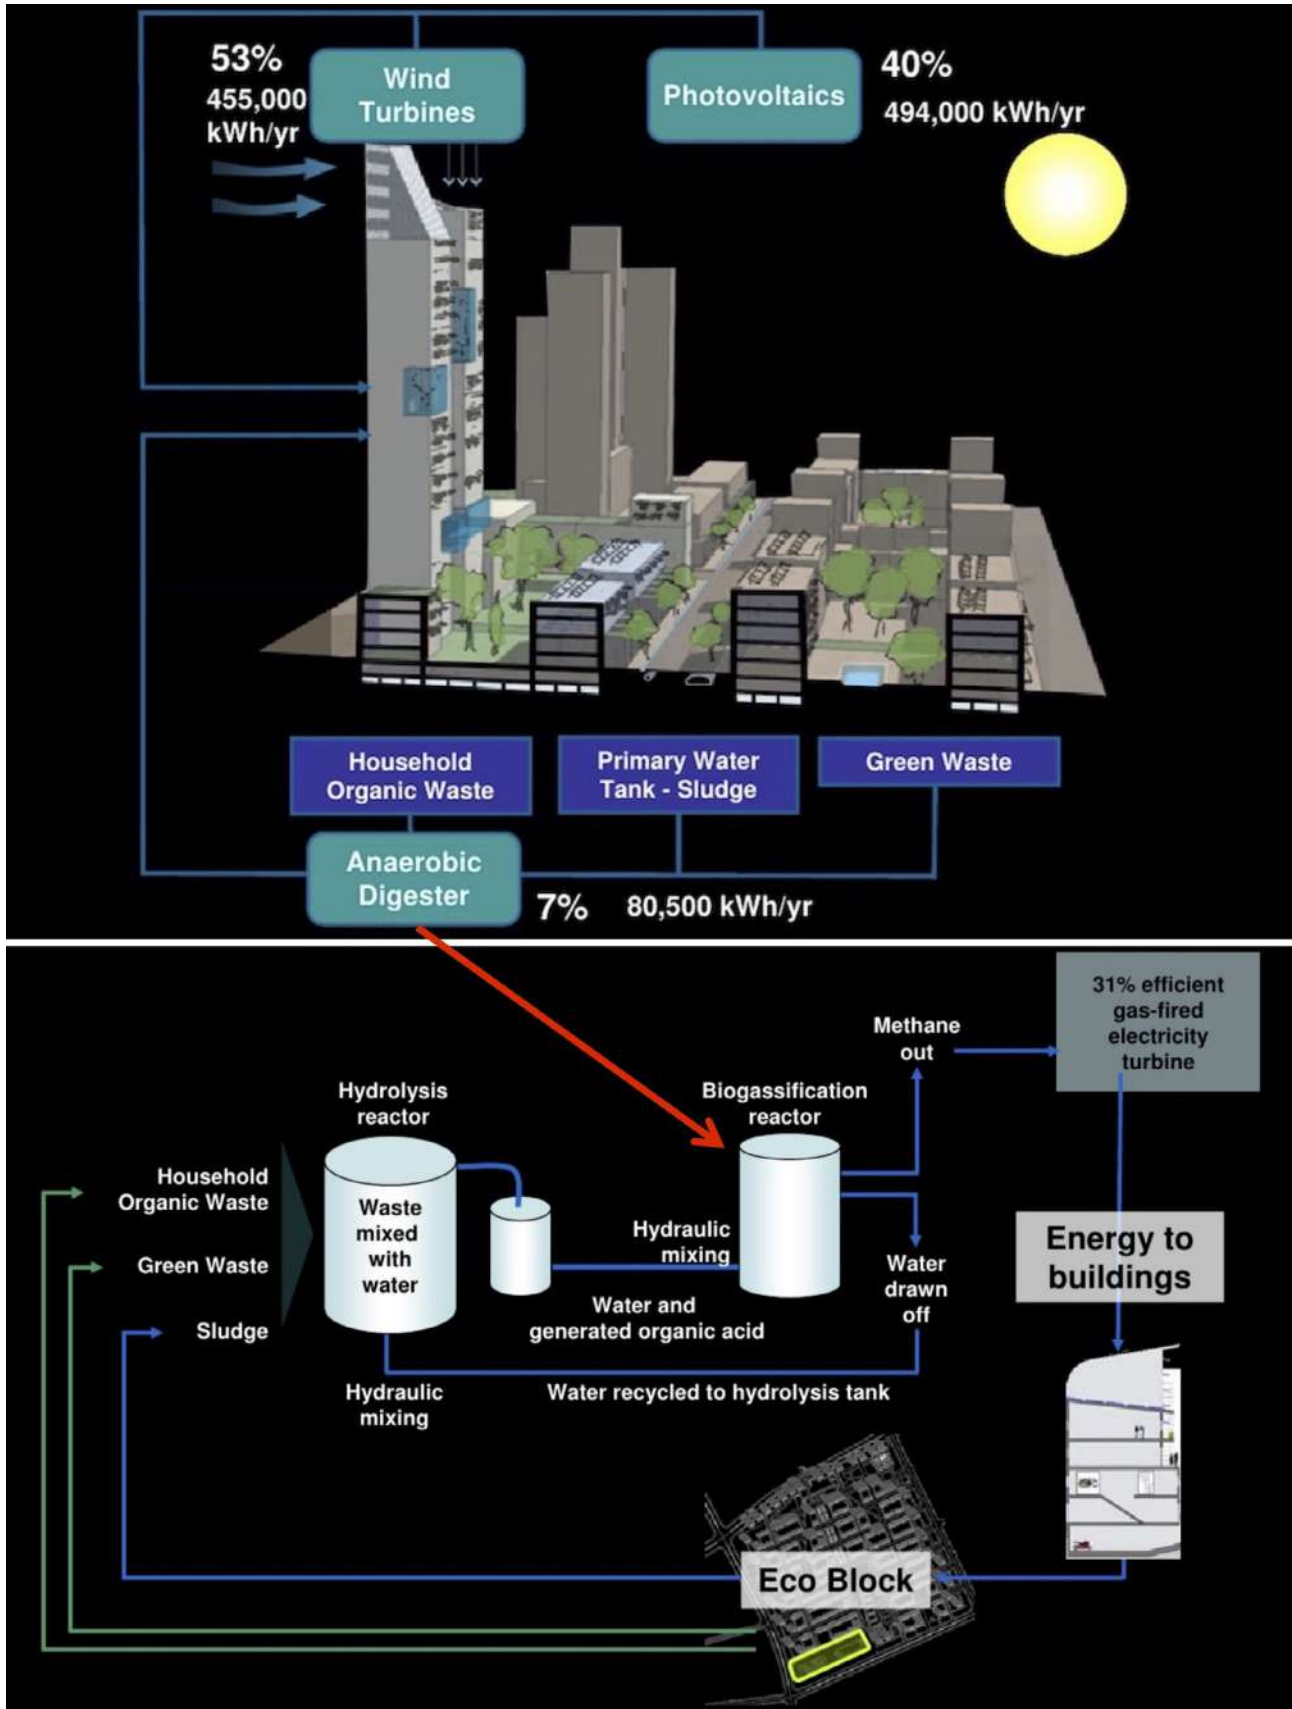 53%
455,000
kWh/yr
Wind
Turbines
Photovoltaics
40%
494,000 kWh/yr
Household
Organic Waste
Primary Water
Tank - Sludge
Green Waste
Anaerobic
Digester
7%
80,500 kWh/yr
31% efficient
gas-fired
electricity
turbine
Methane
out
Hydrolysis
reactor
Biogassification
reactor
Household
Organic Waste
Waste
mixed
with
water
Hydraulic
mixing
Green Waste
Water
drawn
off
Energy to
buildings
Water and
generated organic acid
Sludge
Hydraulic
mixing
Water recycled to hydrolysis tank
Eco Block